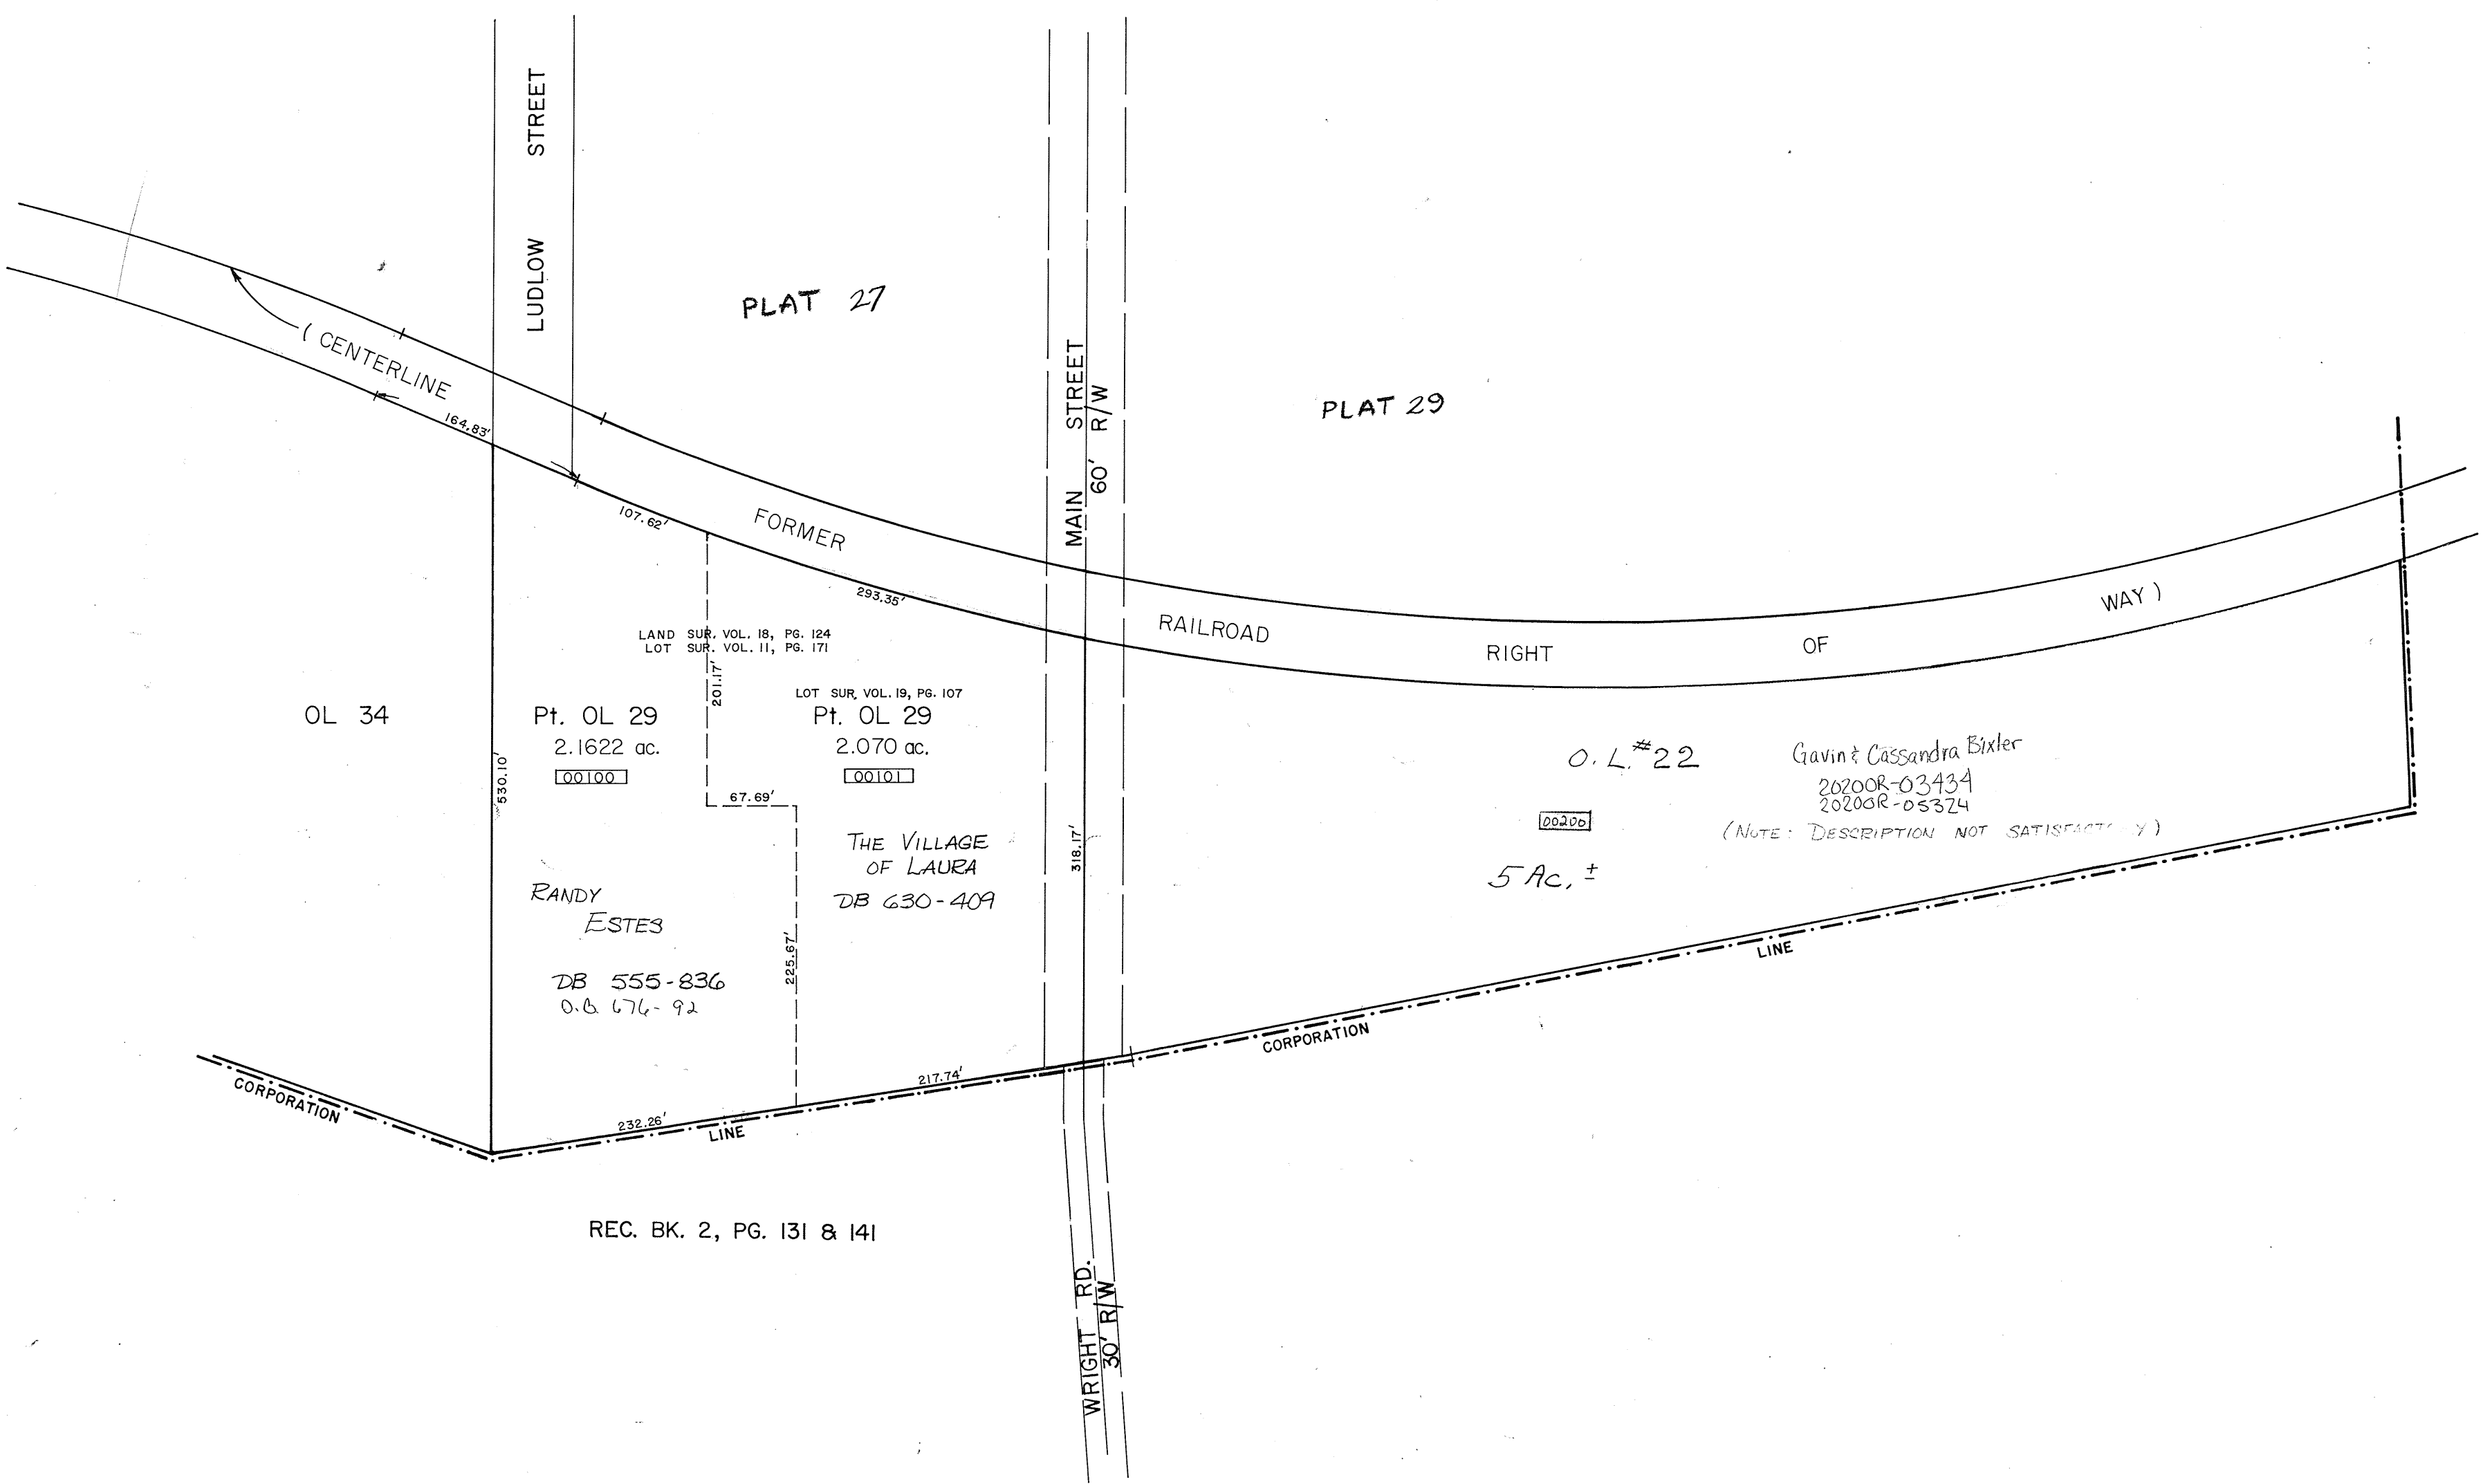 LUDLOW STREET
PLAT 27
MAIN STREET
60' R/W
PLAT 29
( CENTERLINE
FORMER
RAILROAD
RIGHT
OF
WAY )
164.83'
107.62'
293.35'
LAND SUR. VOL. 18, PG. 124
LOT SUR. VOL. 11, PG. 171
201.17'
LOT SUR. VOL. 19, PG. 107
OL 34
Pt. OL 29
2.1622 ac.
00100
Pt. OL 29
2.070 ac.
00101
530.10'
67.69'
318.17'
225.67'
THE VILLAGE
OF LAURA
DB 630-409
RANDY
ESTES
DB 555-836
D.B. 676-92
O. L. #22
00200
5 Ac. ±
Gavin & Cassandra Bixler
2020OR-03434
2020OR-05324
(NOTE: DESCRIPTION NOT
CORPORATION
LINE
232.26'
217.74'
CORPORATION
LINE
REC. BK. 2, PG. 131 & 141
WRIGHT RD.
30' R/W